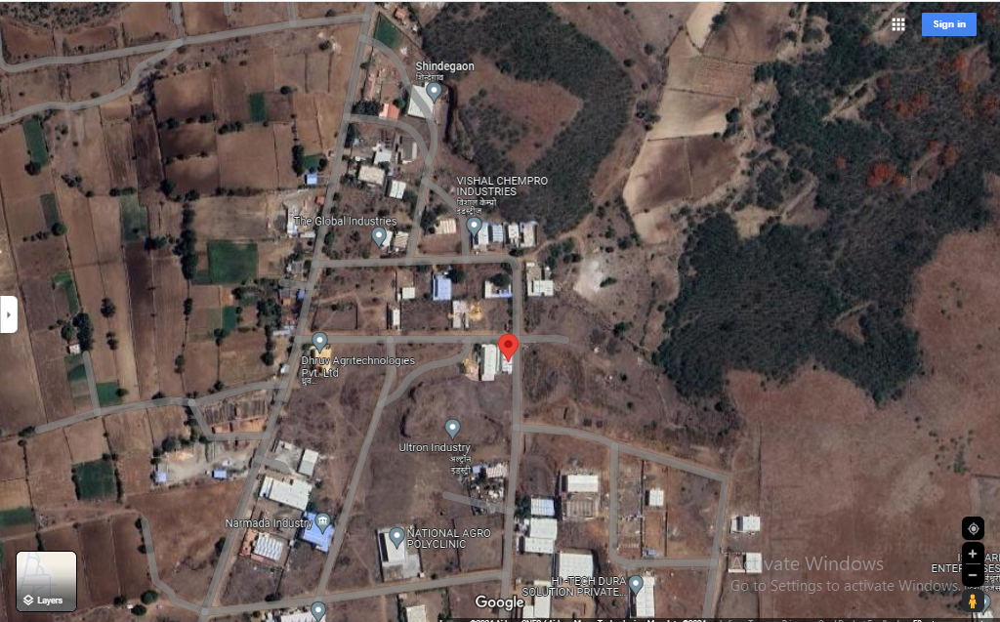 Sign in
Shindegaon
शिन्देगाव
VISHAL CHEMPRO
INDUSTRIES
विशाल केम्प्रो
इंडस्ट्रीज
The Global Industries
Dhruv Agritechnologies
Pvt. Ltd
ध्रुव...
Ultron Industry
अल्ट्रॉन
इंडस्ट्री
Narmada Industry
NATIONAL AGRO
POLYCLINIC
HI-TECH DURA
SOLUTION PRIVATE...
Activate Windows
Go to Settings to activate Windows.
Layers
Google